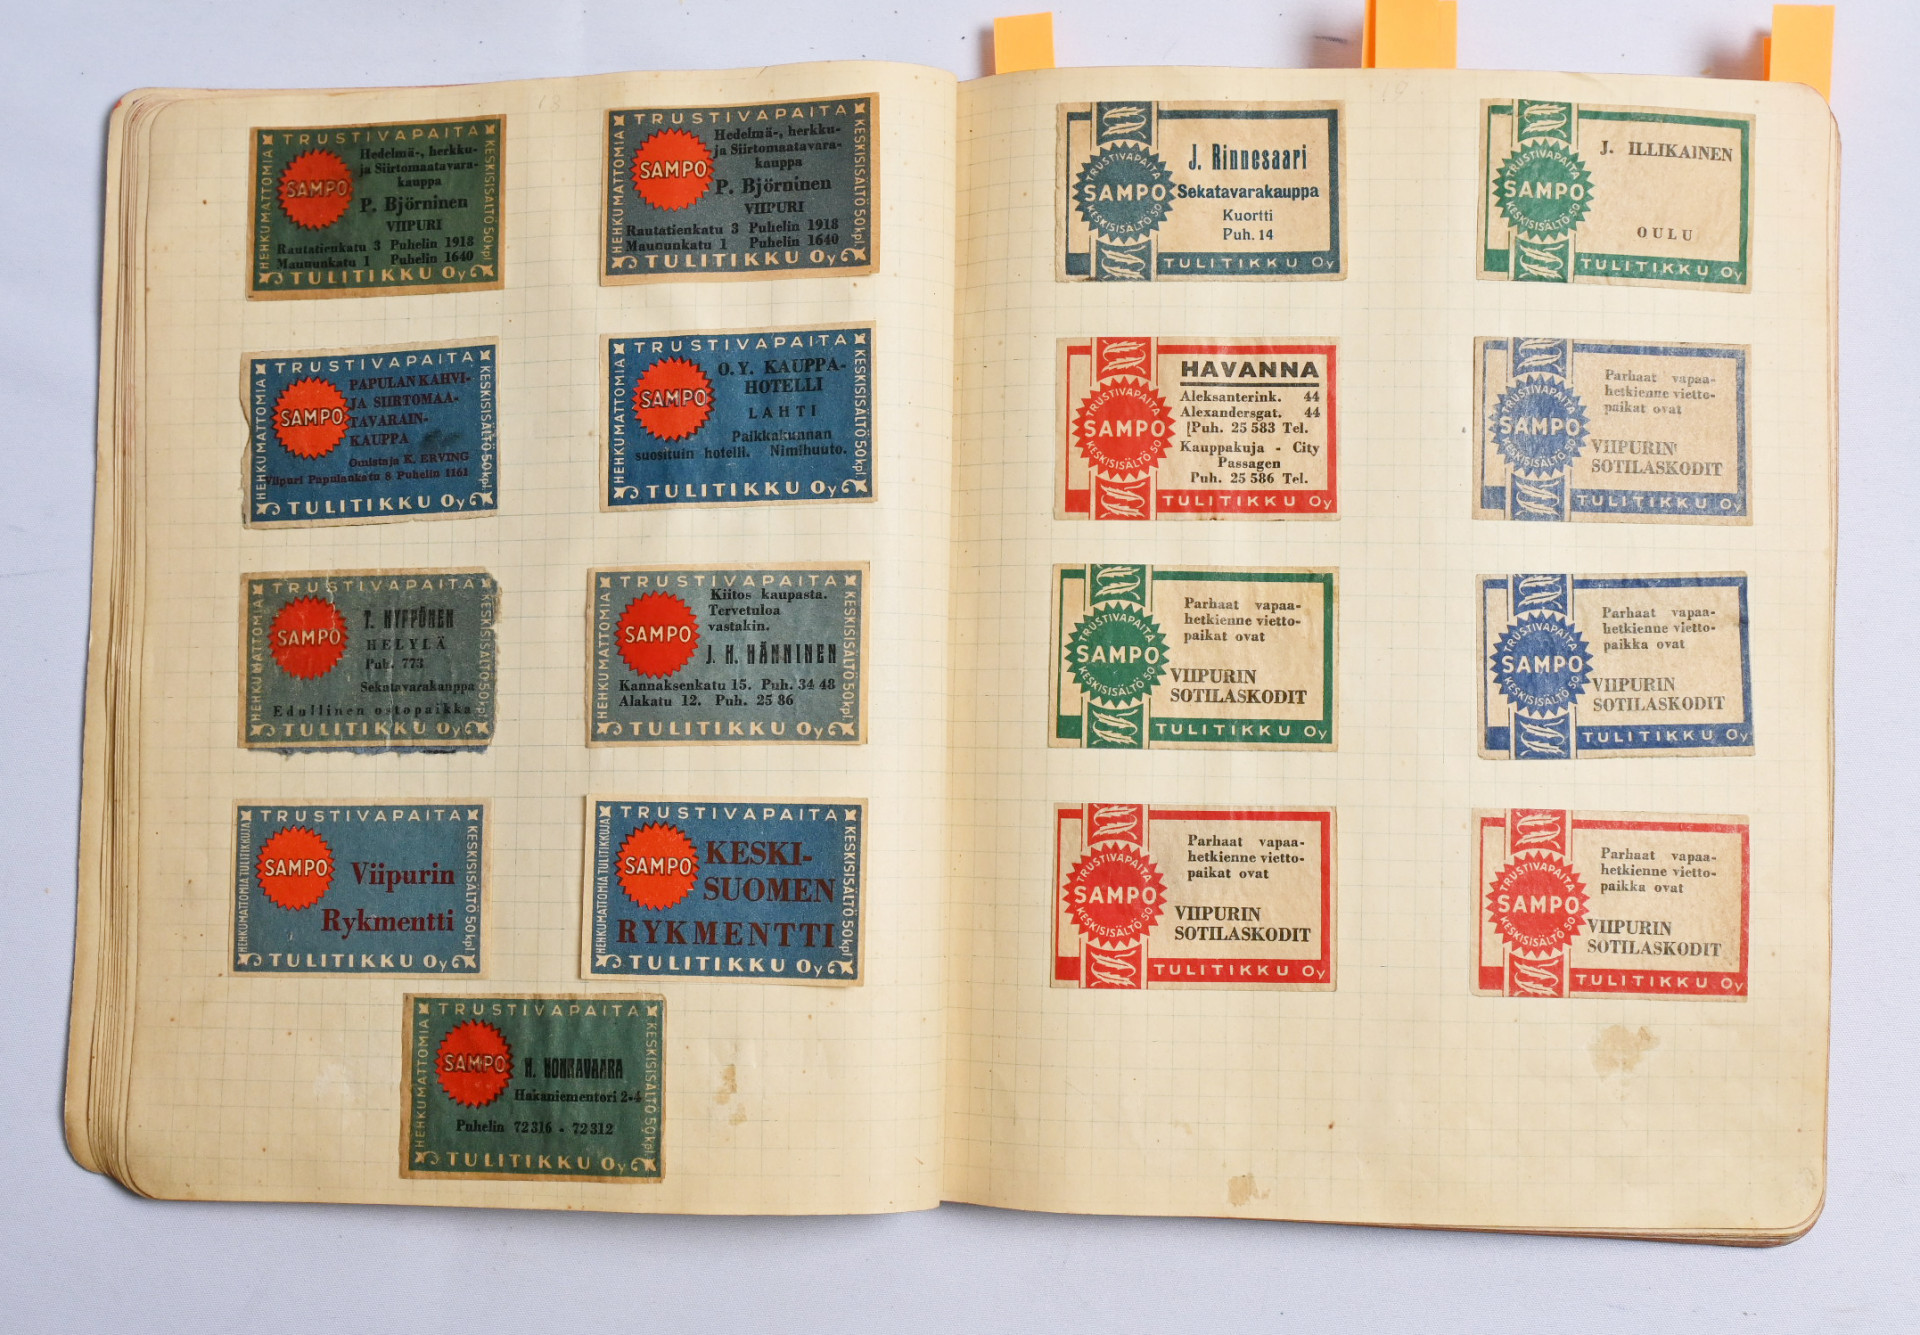 TRUSTIVAPAITA
HEHKUMATTOMIA
SAMPO
Hedelmä-, herkku-
ja Siirtomaatavara-
kauppa
P. Björninen
VIIPURI
Rautatienkatu 3 Puhelin 1918
Maununkatu 1 Puhelin 1640
KESKISISÄLTÖ 50 kpl.
TULITIKKU Oy
TRUSTIVAPAITA
HEHKUMATTOMIA
SAMPO
Hedelmä-, herkku-
ja Siirtomaatavara-
kauppa
P. Björninen
VIIPURI
Rautatienkatu 3 Puhelin 1918
Maununkatu 1 Puhelin 1640
KESKISISÄLTÖ 50 kpl.
TULITIKKU Oy
TRUSTIVAPAITA
HEHKUMATTOMIA
SAMPO
PAPULAN KAHVI-
JA SIIRTOMAA-
TAVARAIN-
KAUPPA
Omistaja K. ERVING
Viipuri Papulankatu 8 Puhelin 1161
KESKISISÄLTÖ 50 kpl.
TULITIKKU Oy
TRUSTIVAPAITA
HEHKUMATTOMIA
SAMPO
O.Y. KAUPPA-
HOTELLI
LAHTI
Paikkakunnan
suosituin hotelli. Nimihuuto.
KESKISISÄLTÖ 50 kpl.
TULITIKKU Oy
TRUSTIVAPAITA
HEHKUMATTOMIA
SAMPO
T. NYPPÖNEN
HELYLÄ
Puh. 773
Sekatavarakauppa
Edullinen ostopaikka
KESKISISÄLTÖ 50 kpl.
TULITIKKU Oy
TRUSTIVAPAITA
HEHKUMATTOMIA
SAMPO
Kiitos kaupasta.
Tervetuloa
vastakin.
J. H. HÄNNINEN
Kannaksenkatu 15. Puh. 34 48
Alakatu 12. Puh. 25 86
KESKISISÄLTÖ 50 kpl.
TULITIKKU Oy
TRUSTIVAPAITA
HEHKUMATTOMIA TULITIKKUJA
SAMPO
Viipurin
Rykmentti
KESKISISÄLTÖ 50 kpl.
TULITIKKU Oy
TRUSTIVAPAITA
HEHKUMATTOMIA TULITIKKUJA
SAMPO
KESKI-
SUOMEN
RYKMENTTI
KESKISISÄLTÖ 50 kpl.
TULITIKKU Oy
TRUSTIVAPAITA
HEHKUMATTOMIA
SAMPO
H. HONKAVAARA
Hakaniementori 2-4
Puhelin 72 316 - 72 312
KESKISISÄLTÖ 50 kpl.
TULITIKKU Oy
TRUSTIVAPAITA
SAMPO
KESKISISÄLTÖ 50
J. Rinnesaari
Sekatavarakauppa
Kuortti
Puh. 14
TULITIKKU Oy
TRUSTIVAPAITA
SAMPO
KESKISISÄLTÖ 50
J. ILLIKAINEN
OULU
TULITIKKU Oy
TRUSTIVAPAITA
SAMPO
KESKISISÄLTÖ 50
HAVANNA
Aleksanterink. 44
Alexandersgat. 44
Puh. 25 583 Tel.
Kauppakuja - City
Passagen
Puh. 25 586 Tel.
TULITIKKU Oy
TRUSTIVAPAITA
SAMPO
KESKISISÄLTÖ 50
Parhaat vapaa-
hetkienne vietto-
paikat ovat
VIIPURIN
SOTILASKODIT
TULITIKKU Oy
TRUSTIVAPAITA
SAMPO
KESKISISÄLTÖ 50
Parhaat vapaa-
hetkienne vietto-
paikat ovat
VIIPURIN
SOTILASKODIT
TULITIKKU Oy
TRUSTIVAPAITA
SAMPO
KESKISISÄLTÖ 50
Parhaat vapaa-
hetkienne vietto-
paikka ovat
VIIPURIN
SOTILASKODIT
TULITIKKU Oy
TRUSTIVAPAITA
SAMPO
KESKISISÄLTÖ 50
Parhaat vapaa-
hetkienne vietto-
paikat ovat
VIIPURIN
SOTILASKODIT
TULITIKKU Oy
TRUSTIVAPAITA
SAMPO
KESKISISÄLTÖ 50
Parhaat vapaa-
hetkienne vietto-
paikka ovat
VIIPURIN
SOTILASKODIT
TULITIKKU Oy